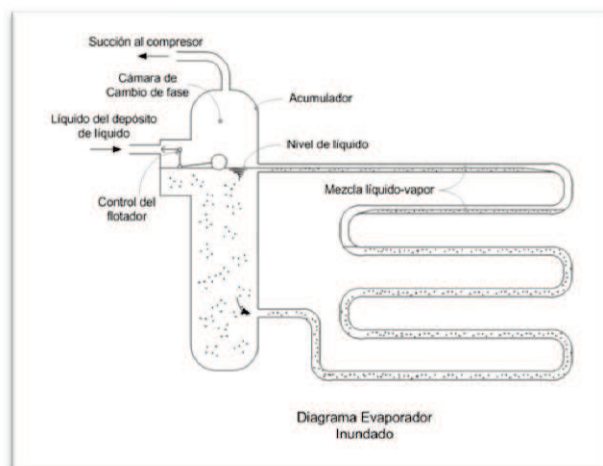 Succión al compresor
Cámara de
Cambio de fase
Acumulador
Líquido del depósito
de líquido
Nivel de líquido
Mezcla líquido-vapor
Control del
flotador
Diagrama Evaporador
Inundado